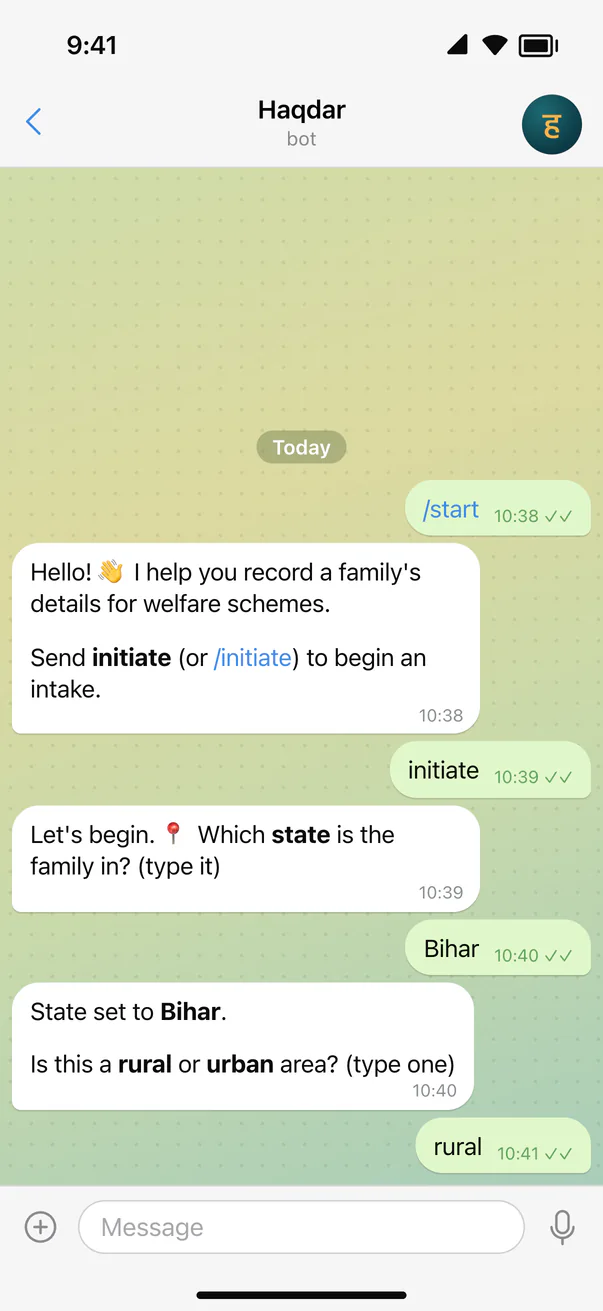 9:41
Haqdar
bot
ह
Today
/start 10:38
Hello! 👋 I help you record a family's
details for welfare schemes.
Send initiate (or /initiate) to begin an
intake.
10:38
initiate 10:39
Let's begin. 📍 Which state is the
family in? (type it)
10:39
Bihar 10:40
State set to Bihar.
Is this a rural or urban area? (type one)
10:40
rural 10:41
Message